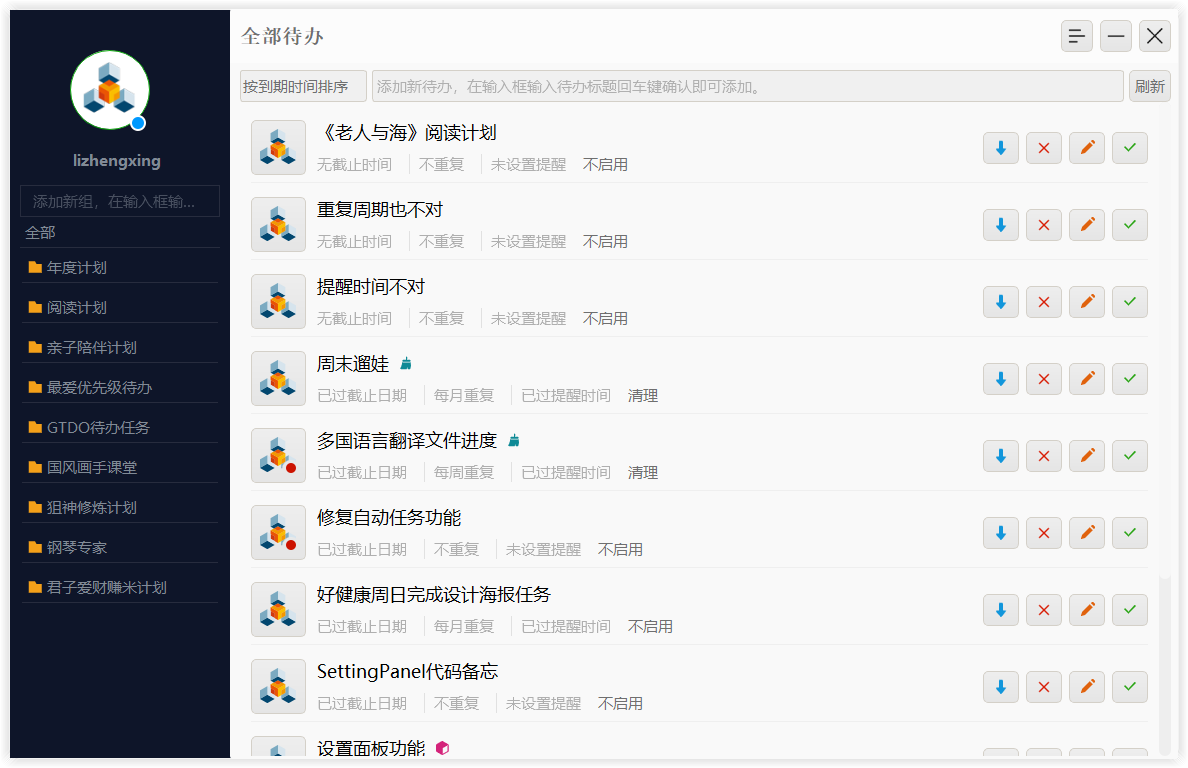 lizhengxing
添加新组，在输入框输...
全部
年度计划
阅读计划
亲子陪伴计划
最爱优先级待办
GTDO待办任务
国风画手课堂
狙神修炼计划
钢琴专家
君子爱财赚米计划
全部待办
按到期时间排序 添加新待办，在输入框输入待办标题回车键确认即可添加。 刷新
《老人与海》阅读计划
无截止时间 不重复 未设置提醒 不启用
重复周期也不对
无截止时间 不重复 未设置提醒 不启用
提醒时间不对
无截止时间 不重复 未设置提醒 不启用
周末遛娃
已过截止日期 每月重复 已过提醒时间 清理
多国语言翻译文件进度
已过截止日期 每周重复 已过提醒时间 清理
修复自动任务功能
已过截止日期 不重复 未设置提醒 不启用
好健康周日完成设计海报任务
已过截止日期 每月重复 已过提醒时间 不启用
SettingPanel代码备忘
已过截止日期 不重复 未设置提醒 不启用
设置面板功能